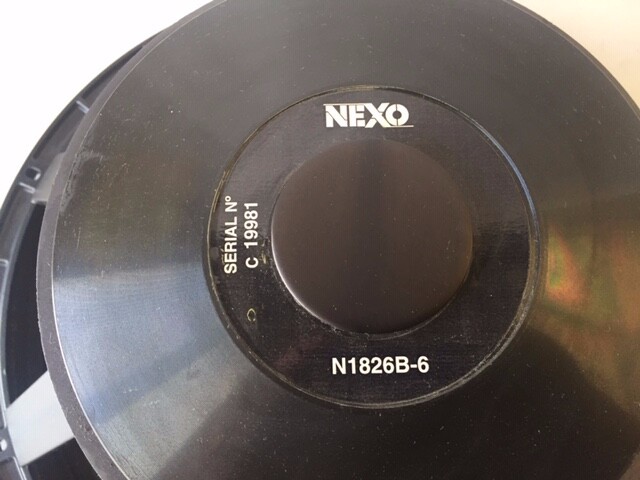 NEXO
SERIAL Nº
C 19981
C
N1826B-6